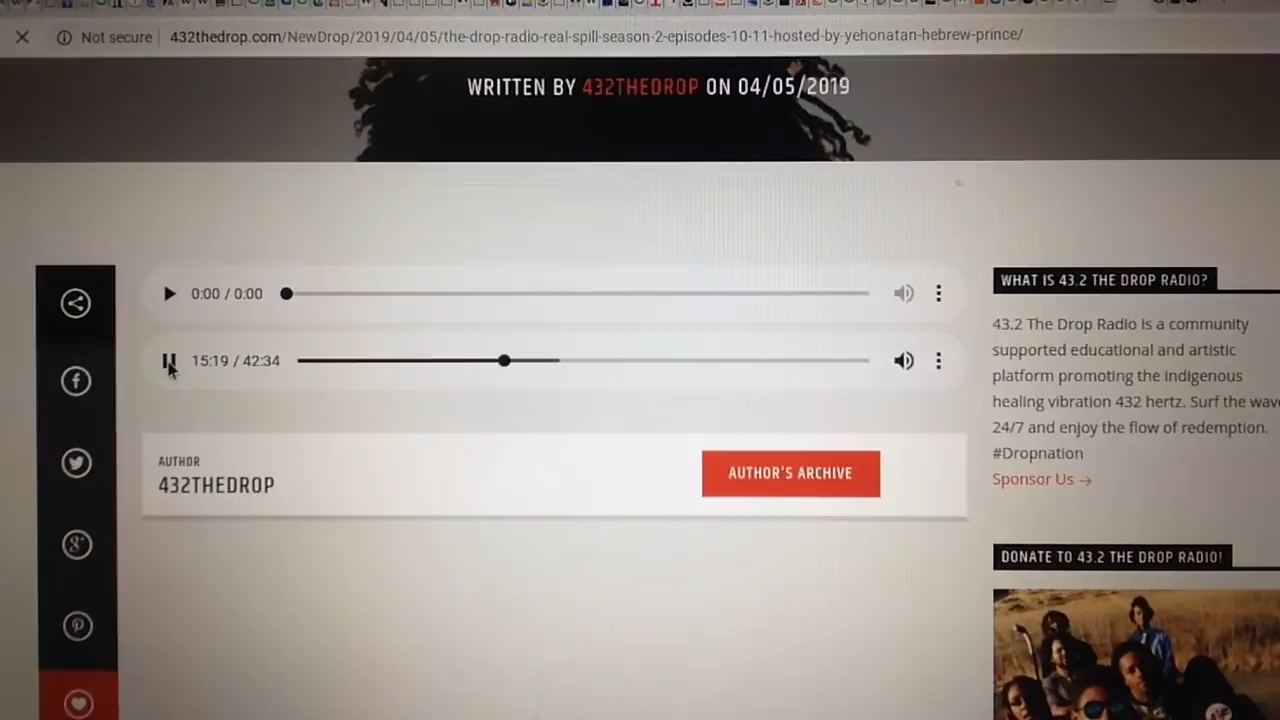 Not secure
432thedrop.com/NewDrop/2019/04/05/the-drop-radio-real-spill-season-2-episodes-10-11-hosted-by-yehonatan-hebrew-prince/
WRITTEN BY 432THEDROP ON 04/05/2019
0:00 / 0:00
15:19 / 42:34
AUTHOR
432THEDROP
AUTHOR'S ARCHIVE
WHAT IS 43.2 THE DROP RADIO?
43.2 The Drop Radio is a community
supported educational and artistic
platform promoting the indigenous
healing vibration 432 hertz. Surf the wave
24/7 and enjoy the flow of redemption.
#Dropnation
Sponsor Us →
DONATE TO 43.2 THE DROP RADIO!